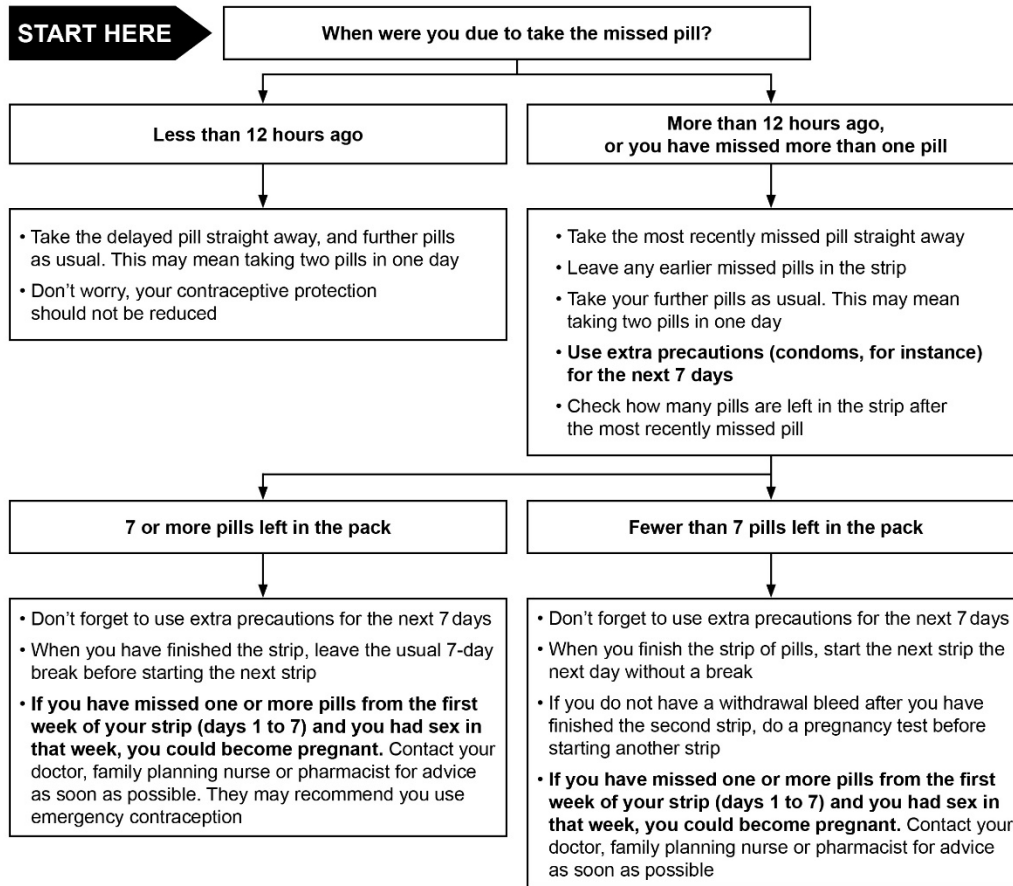 START HERE
When were you due to take the missed pill?
Less than 12 hours ago
More than 12 hours ago,
or you have missed more than one pill
• Take the delayed pill straight away, and further pills
as usual. This may mean taking two pills in one day
• Don’t worry, your contraceptive protection
should not be reduced
• Take the most recently missed pill straight away
• Leave any earlier missed pills in the strip
• Take your further pills as usual. This may mean
taking two pills in one day
• Use extra precautions (condoms, for instance)
for the next 7 days
• Check how many pills are left in the strip after
the most recently missed pill
7 or more pills left in the pack
Fewer than 7 pills left in the pack
• Don’t forget to use extra precautions for the next 7 days
• When you have finished the strip, leave the usual 7-day
break before starting the next strip
• If you have missed one or more pills from the first
week of your strip (days 1 to 7) and you had sex in
that week, you could become pregnant. Contact your
doctor, family planning nurse or pharmacist for advice
as soon as possible. They may recommend you use
emergency contraception
• Don’t forget to use extra precautions for the next 7 days
• When you finish the strip of pills, start the next strip the
next day without a break
• If you do not have a withdrawal bleed after you have
finished the second strip, do a pregnancy test before
starting another strip
• If you have missed one or more pills from the first
week of your strip (days 1 to 7) and you had sex in
that week, you could become pregnant. Contact your
doctor, family planning nurse or pharmacist for advice
as soon as possible